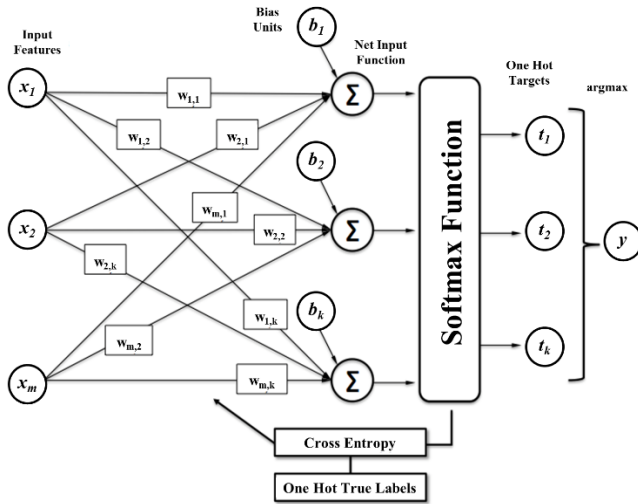 Input
Features
Bias
Units
b1
Net Input
Function
One Hot
Targets
argmax
x1
w1,1
Σ
w1,2
w2,1
t1
b2
wm,1
x2
w2,2
Σ
Softmax Function
t2
y
w2,k
bk
w1,k
wm,2
t k
xm
wm,k
Σ
Cross Entropy
One Hot True Labels